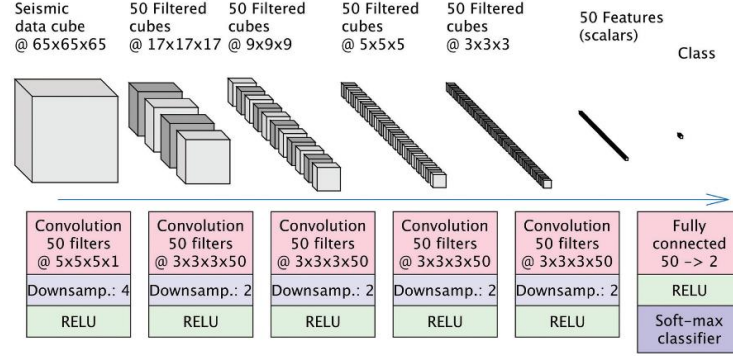 Seismic
data cube
@ 65x65x65
50 Filtered
cubes
@ 17x17x17
50 Filtered
cubes
@ 9x9x9
50 Filtered
cubes
@ 5x5x5
50 Filtered
cubes
@ 3x3x3
50 Features
(scalars)
Class
Convolution
50 filters
@ 5x5x5x1
Downsamp.: 4
RELU
Convolution
50 filters
@ 3x3x3x50
Downsamp.: 2
RELU
Convolution
50 filters
@ 3x3x3x50
Downsamp.: 2
RELU
Convolution
50 filters
@ 3x3x3x50
Downsamp.: 2
RELU
Convolution
50 filters
@ 3x3x3x50
Downsamp.: 2
RELU
Fully
connected
50 -> 2
RELU
Soft-max
classifier